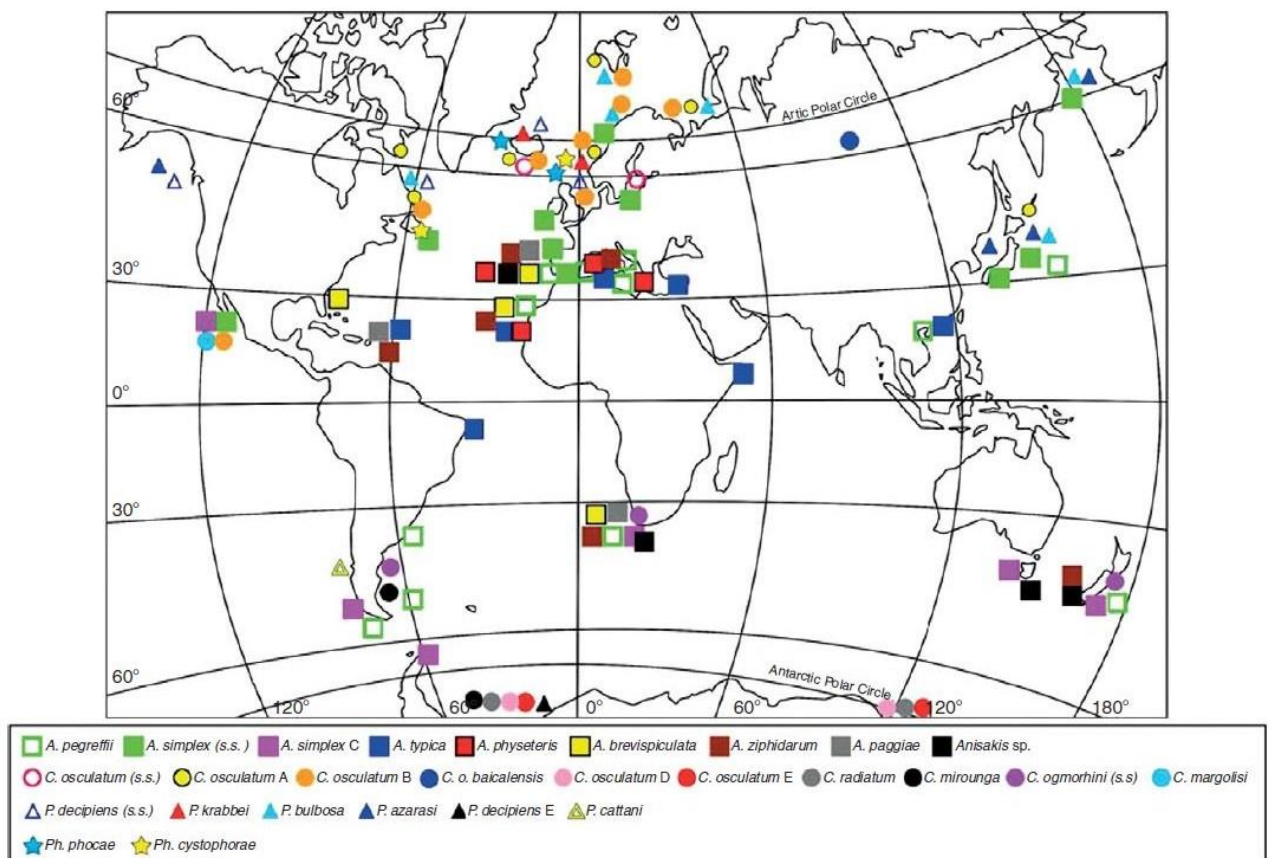 60°
Artic Polar Circle
30°
0°
30°
60°
Antarctic Polar Circle
120° 60° 0° 60° 120° 180°
A. pegreffii A. simplex (s.s.) A. simplex C A. typica A. physeteris A. brevispiculata A. ziphidarum A. paggiae Anisakis sp.
C. osculatum (s.s.) C. osculatum A C. osculatum B C. o. baicalensis C. osculatum D C. osculatum E C. radiatum C. mirounga C. ogmorhini (s.s) C. margolisi
P. decipiens (s.s.) P. krabbei P. bulbosa P. azarasi P. decipiens E P. cattani
Ph. phocae Ph. cystophorae